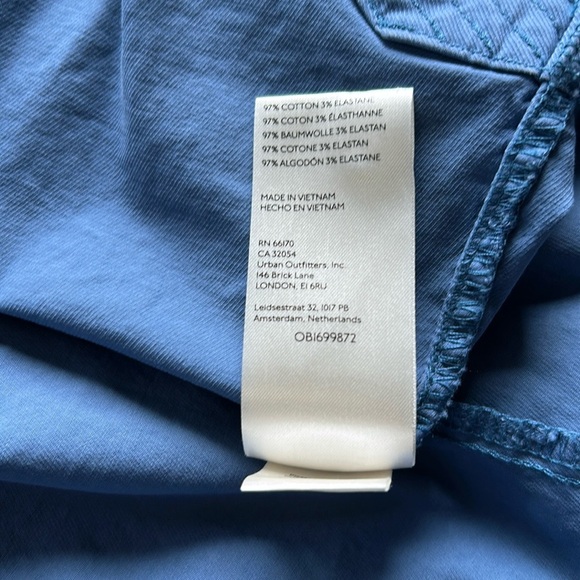 97% COTTON 3% ELASTANE
97% COTON 3% ÉLASTHANNE
97% BAUMWOLLE 3% ELASTAN
97% COTONE 3% ELASTAN
97% ALGODÓN 3% ELASTANE
MADE IN VIETNAM
HECHO EN VIETNAM
RN 66170
CA 32054
Urban Outfitters, Inc.
146 Brick Lane
LONDON, E1 6RU
Leidsestraat 32, 1017 PB
Amsterdam, Netherlands
OB1699872